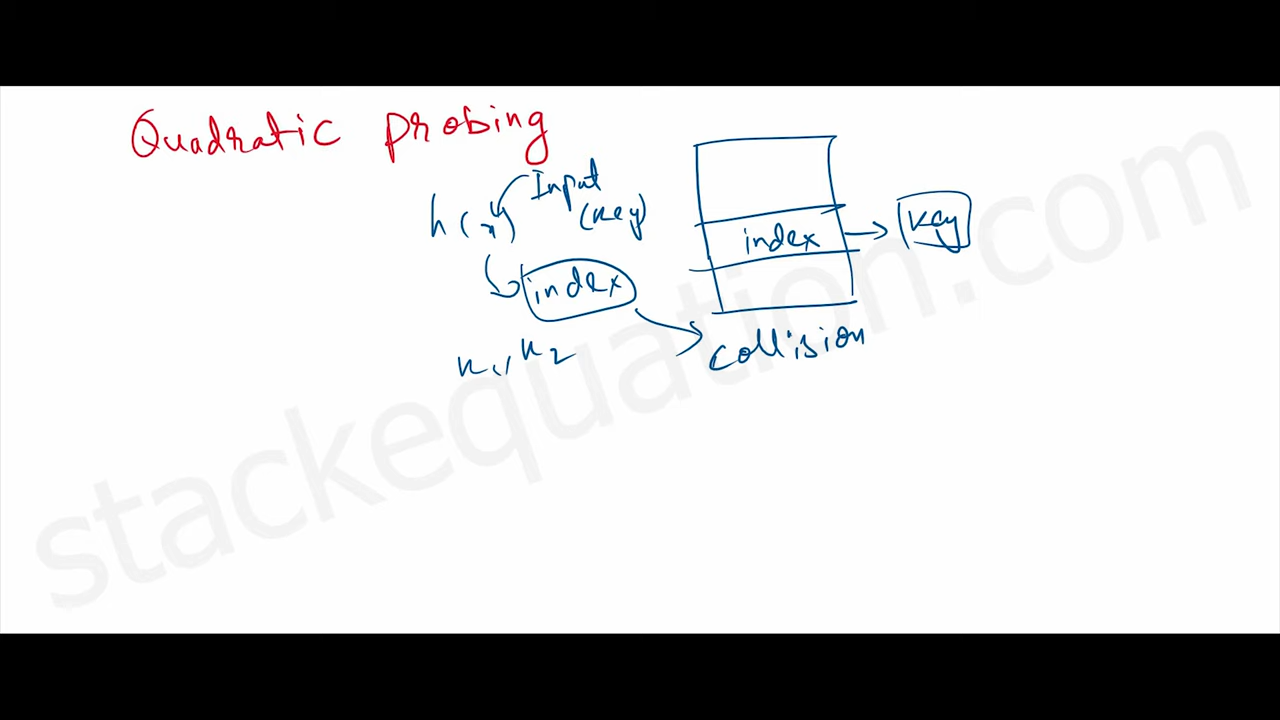 Quadratic probing
Input
(key)
h(x)
index
index
key
collision
k1, k2
stackequation.com